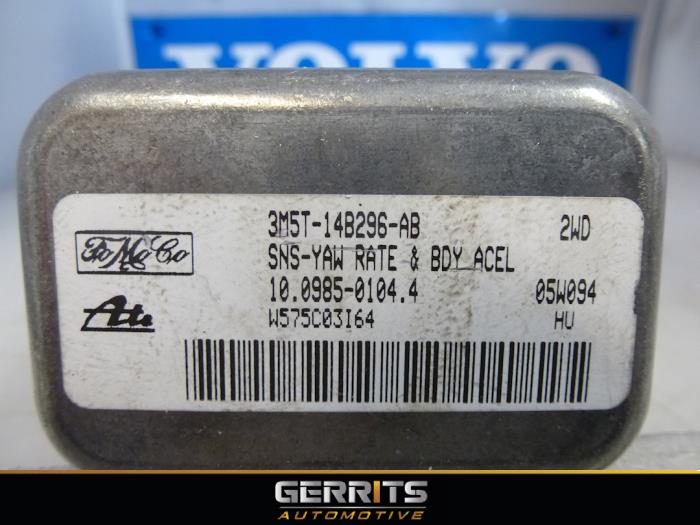 VOLVO
3M5T-14B296-AB 2WD
FoMoCo
SNS-YAW RATE & BDY ACEL
10.0985-0104.4 05W094
Ate
W575C03I64 HU
GERRITS
AUTOMOTIVE